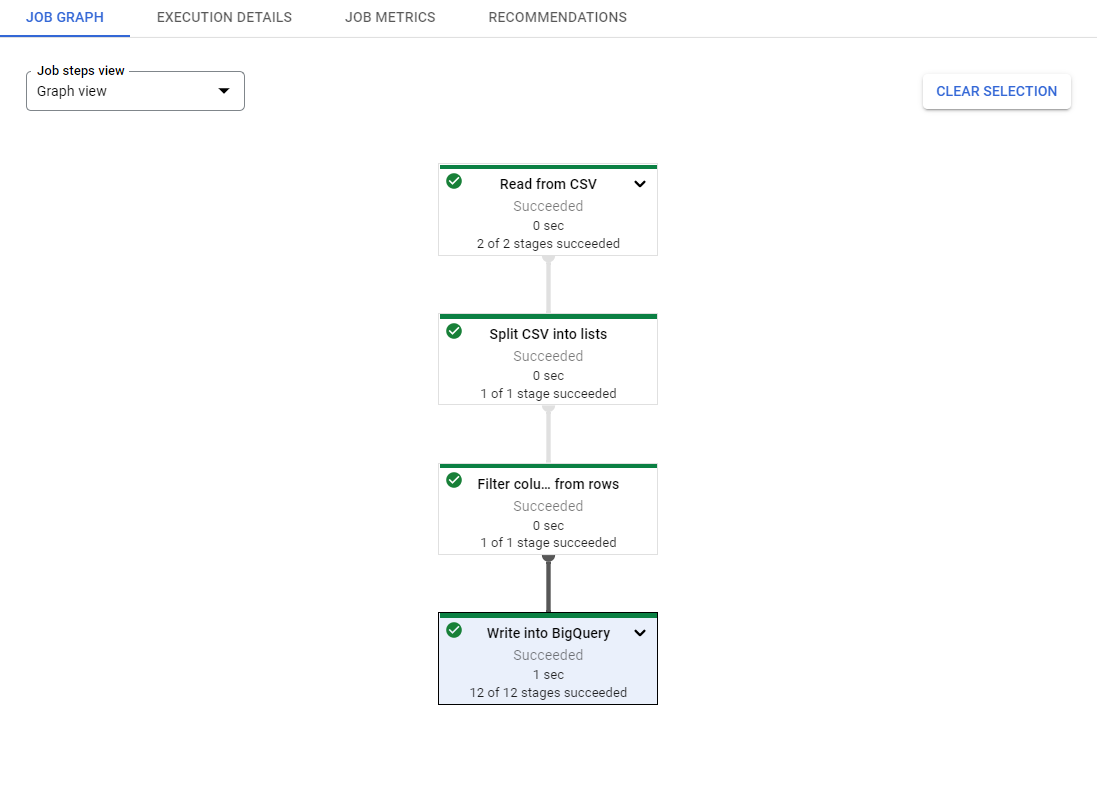 JOB GRAPH EXECUTION DETAILS JOB METRICS RECOMMENDATIONS
Job steps view
Graph view
CLEAR SELECTION
Read from CSV
Succeeded
0 sec
2 of 2 stages succeeded
Split CSV into lists
Succeeded
0 sec
1 of 1 stage succeeded
Filter colu… from rows
Succeeded
0 sec
1 of 1 stage succeeded
Write into BigQuery
Succeeded
1 sec
12 of 12 stages succeeded